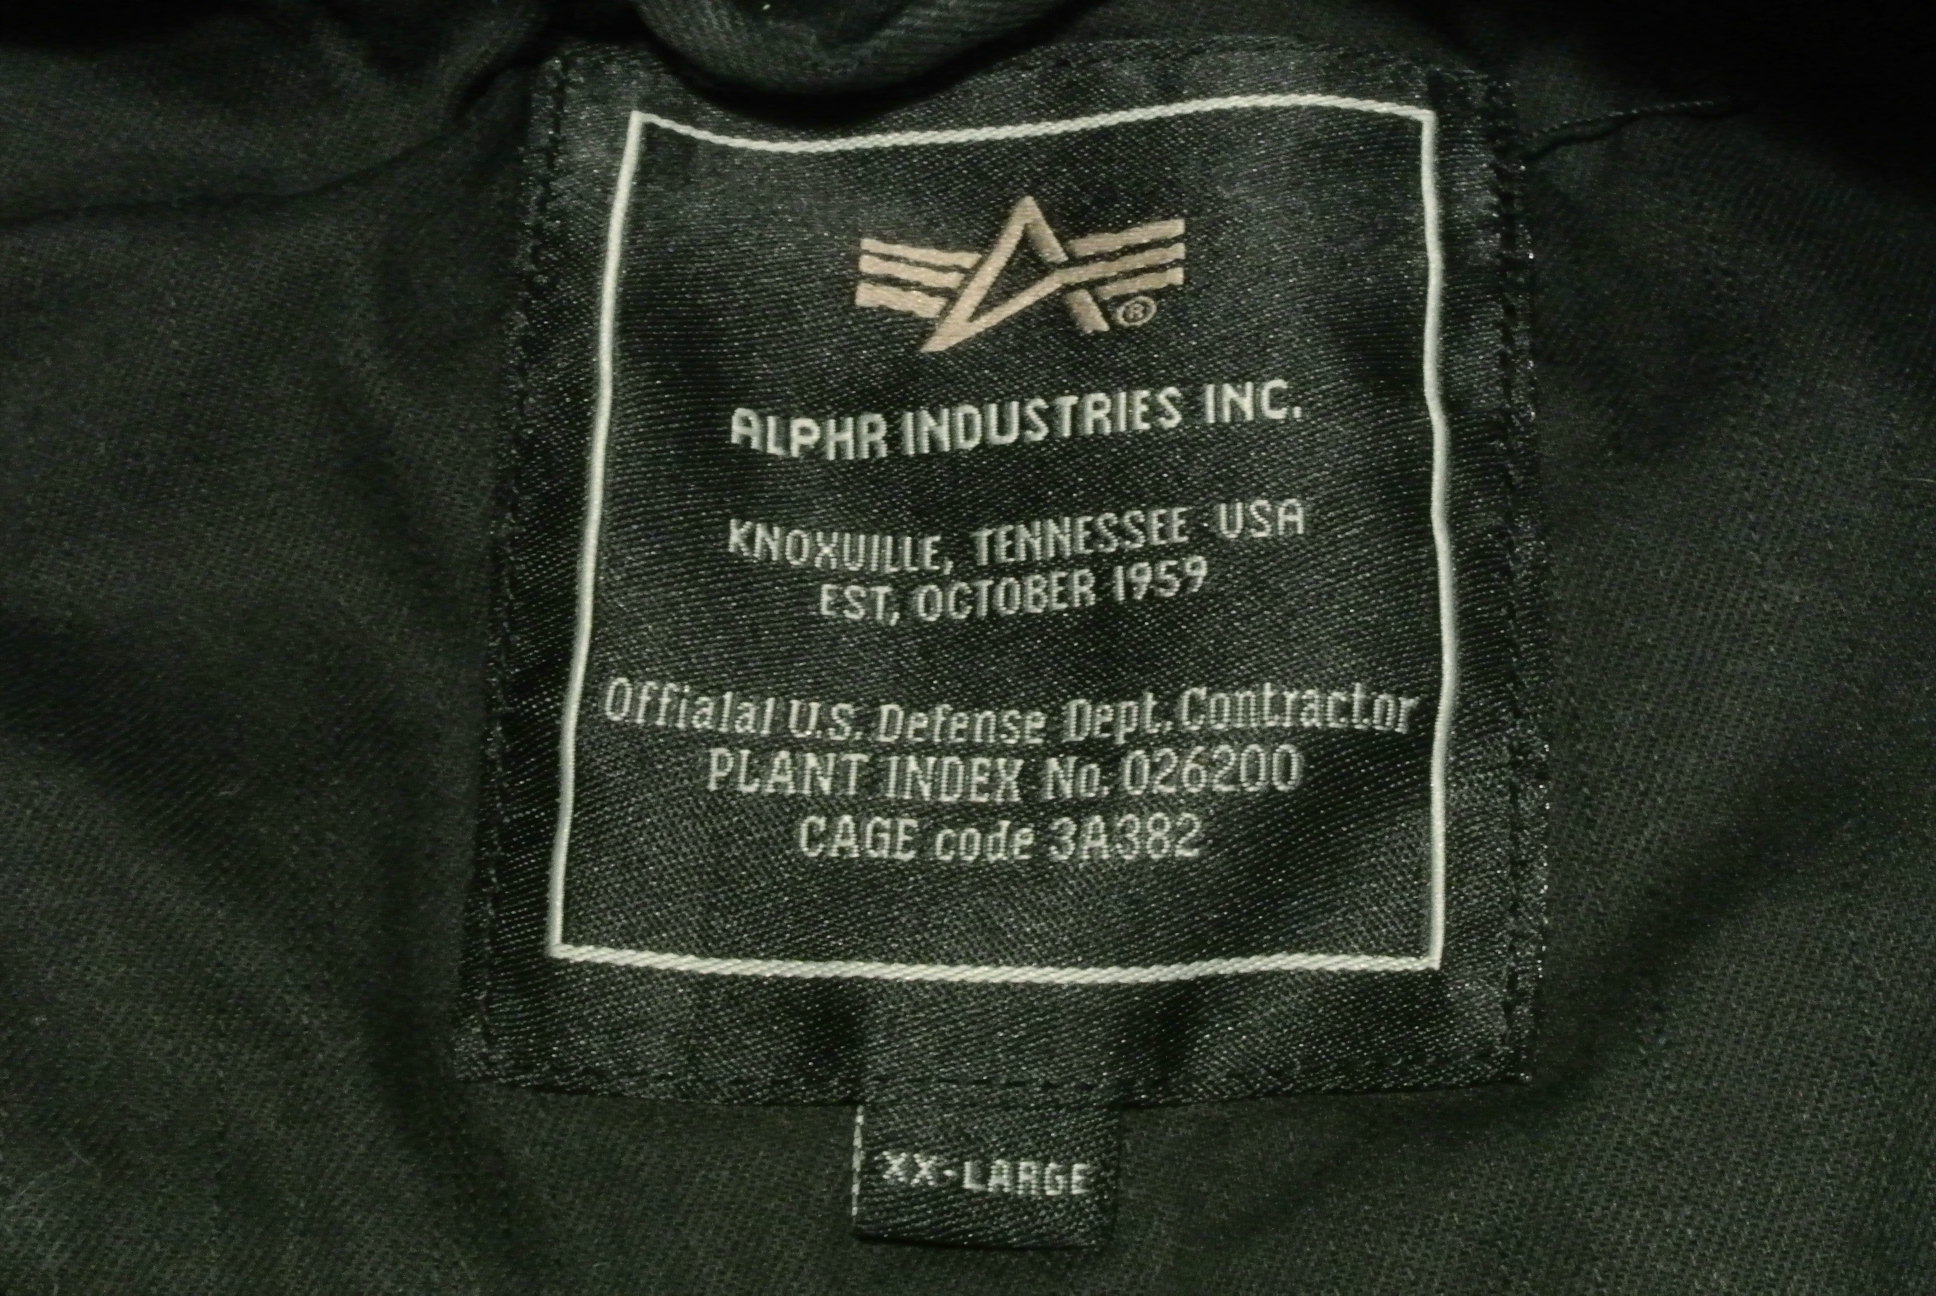 ®
ALPHA INDUSTRIES INC.
KNOXUILLE, TENNESSEE USA
EST, OCTOBER 1959
Offialal U.S. Defense Dept. Contractor
PLANT INDEX No. 026200
CAGE code 3A382
XX-LARGE